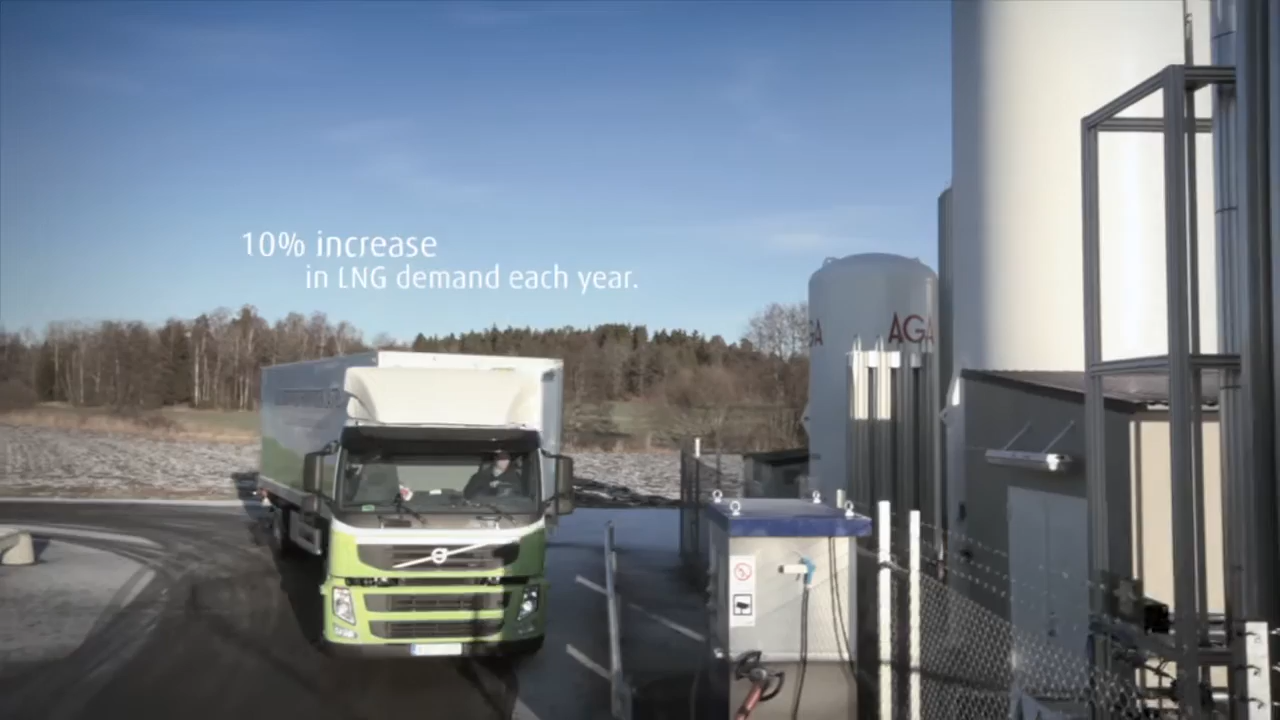 10% increase
in LNG demand each year.
AGA